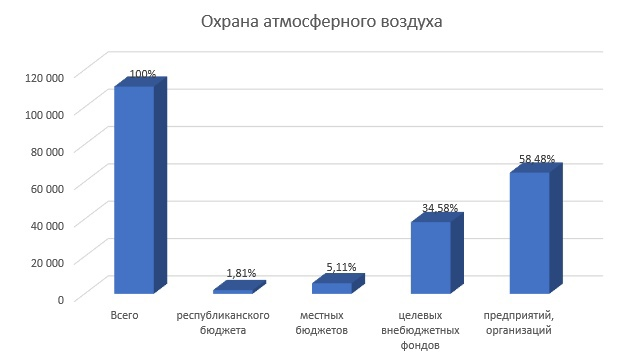 Охрана атмосферного воздуха
120 000
100 000
80 000
60 000
40 000
20 000
0
100%
1,81%
5,11%
34,58%
58,48%
Всего
республиканского
бюджета
местных
бюджетов
целевых
внебюджетных
фондов
предприятий,
организаций